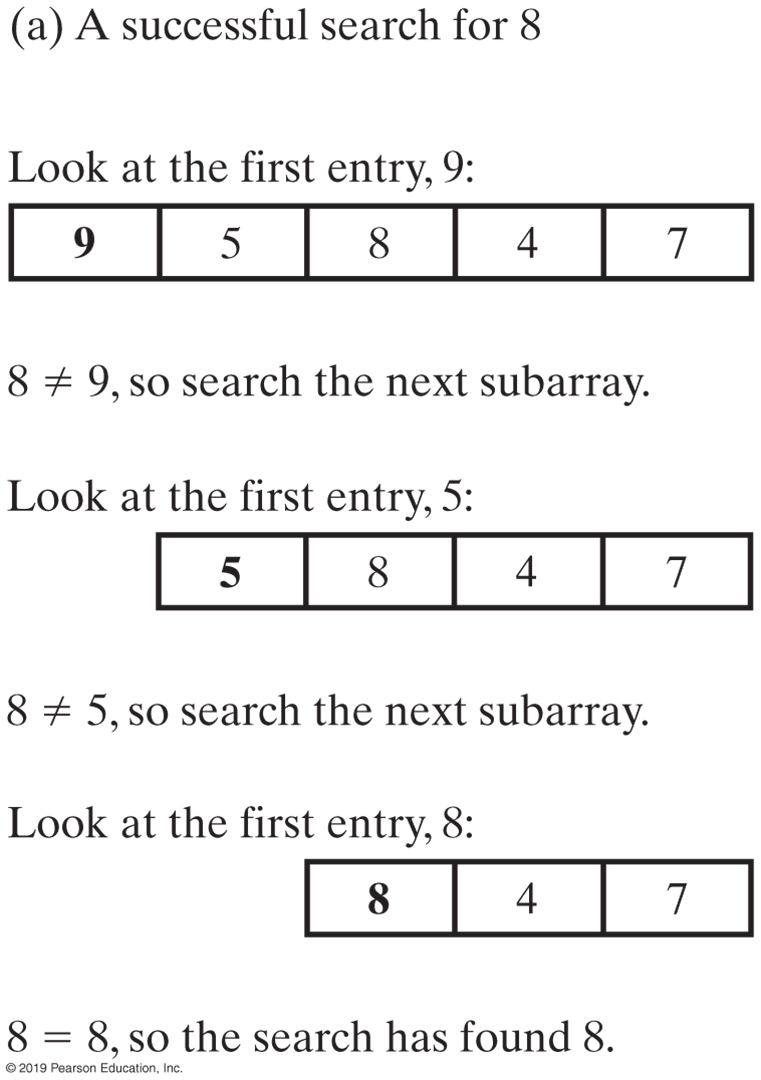 (a) A successful search for 8
Look at the first entry, 9:
9 5 8 4 7
8 ≠ 9, so search the next subarray.
Look at the first entry, 5:
5 8 4 7
8 ≠ 5, so search the next subarray.
Look at the first entry, 8:
8 4 7
8 = 8, so the search has found 8.
© 2019 Pearson Education, Inc.